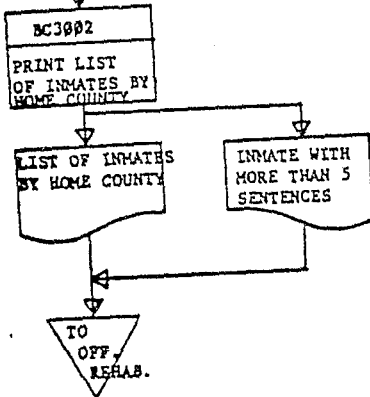 BC3002
PRINT LIST
OF INMATES BY
HOME COUNTY
LIST OF INMATES
BY HOME COUNTY
INMATE WITH
MORE THAN 5
SENTENCES
TO
OFF.
REHAB.